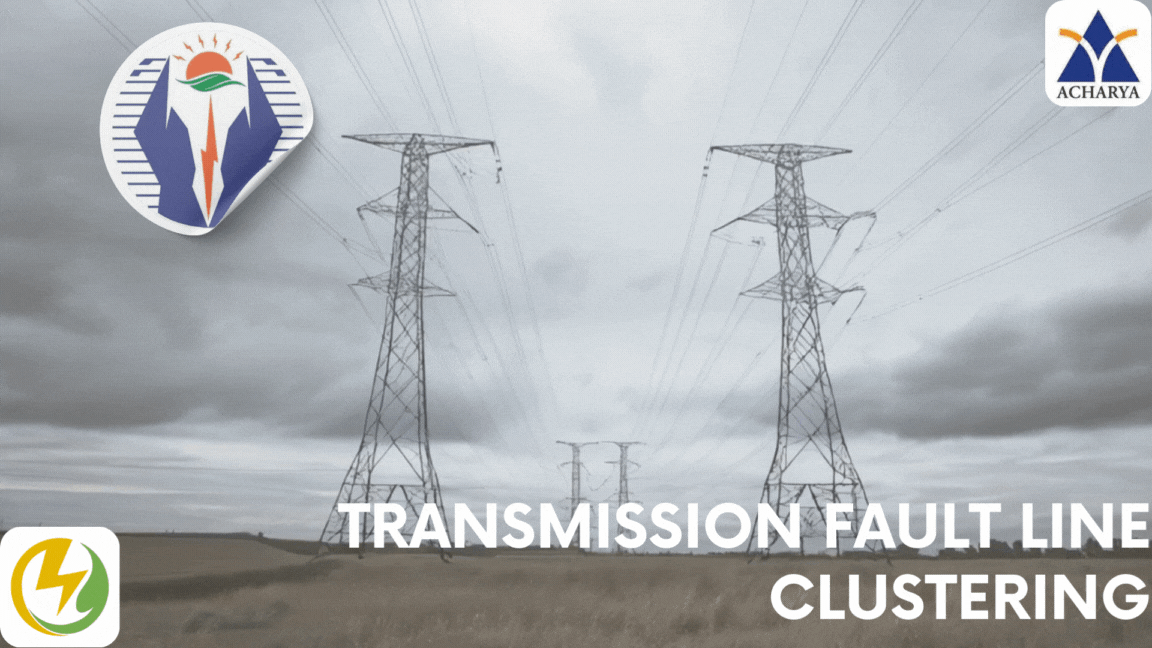 ACHARYA
TRANSMISSION FAULT LINE
CLUSTERING